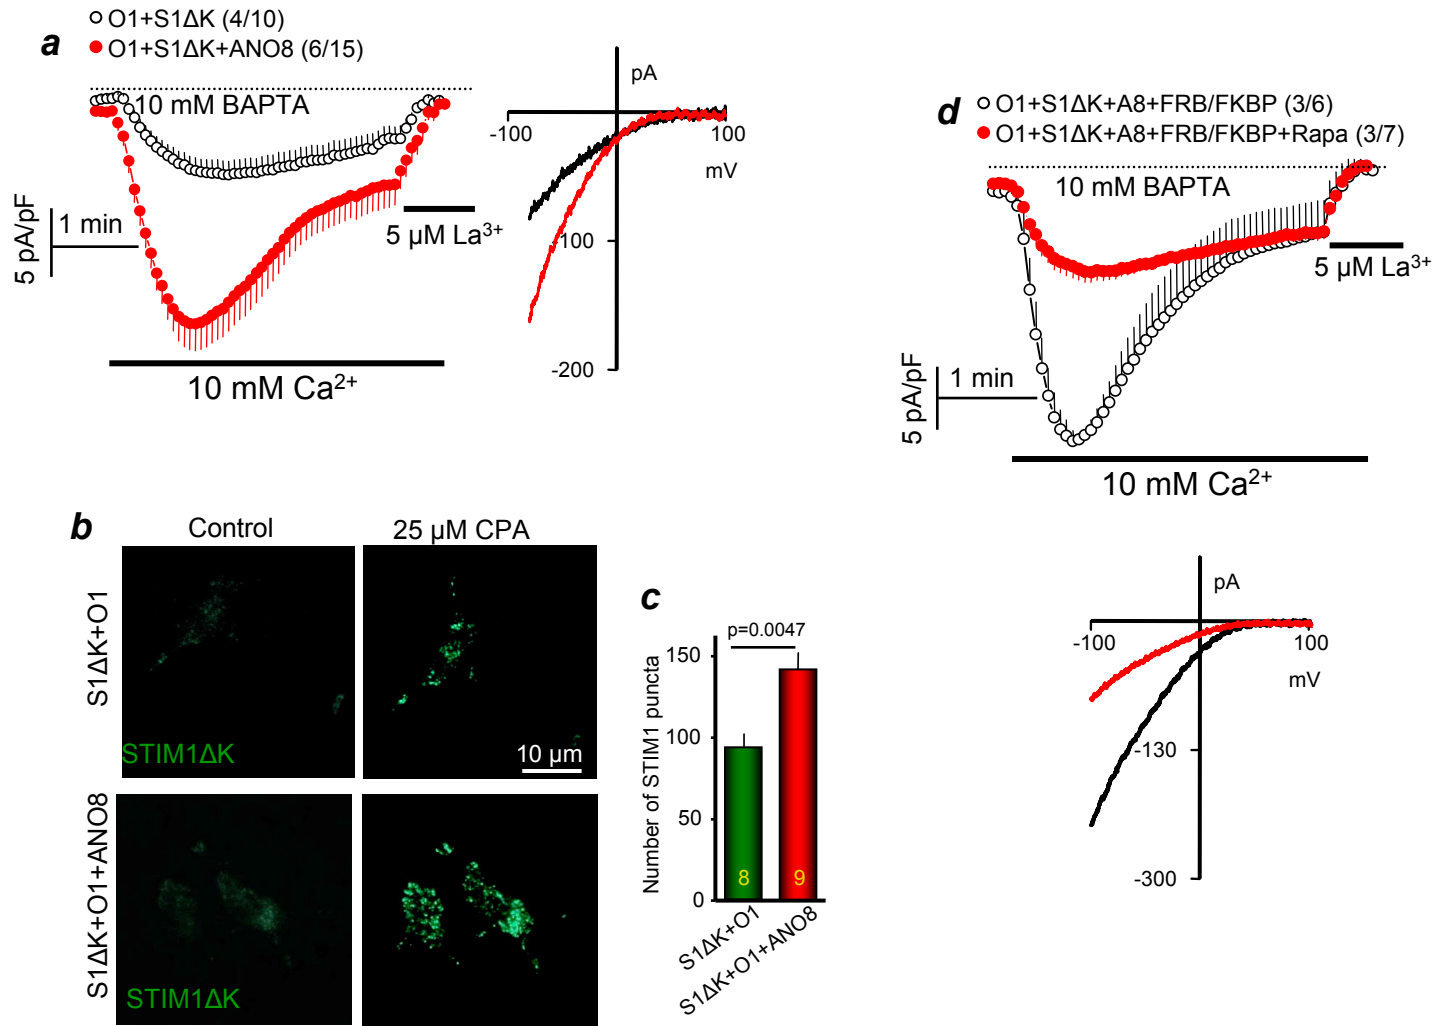 a
O1+S1ΔK (4/10)
O1+S1ΔK+ANO8 (6/15)
10 mM BAPTA
1 min
5 pA/pF
5 µM La³⁺
10 mM Ca²⁺
pA
-100
100
mV
-100
-200
d
O1+S1ΔK+A8+FRB/FKBP (3/6)
O1+S1ΔK+A8+FRB/FKBP+Rapa (3/7)
10 mM BAPTA
1 min
5 pA/pF
5 µM La³⁺
10 mM Ca²⁺
pA
-100
100
mV
-130
-300
b
Control
25 µM CPA
S1ΔK+O1
STIM1ΔK
10 µm
S1ΔK+O1+ANO8
STIM1ΔK
c
p=0.0047
Number of STIM1 puncta
150
100
50
0
8
9
S1ΔK+O1
S1ΔK+O1+ANO8